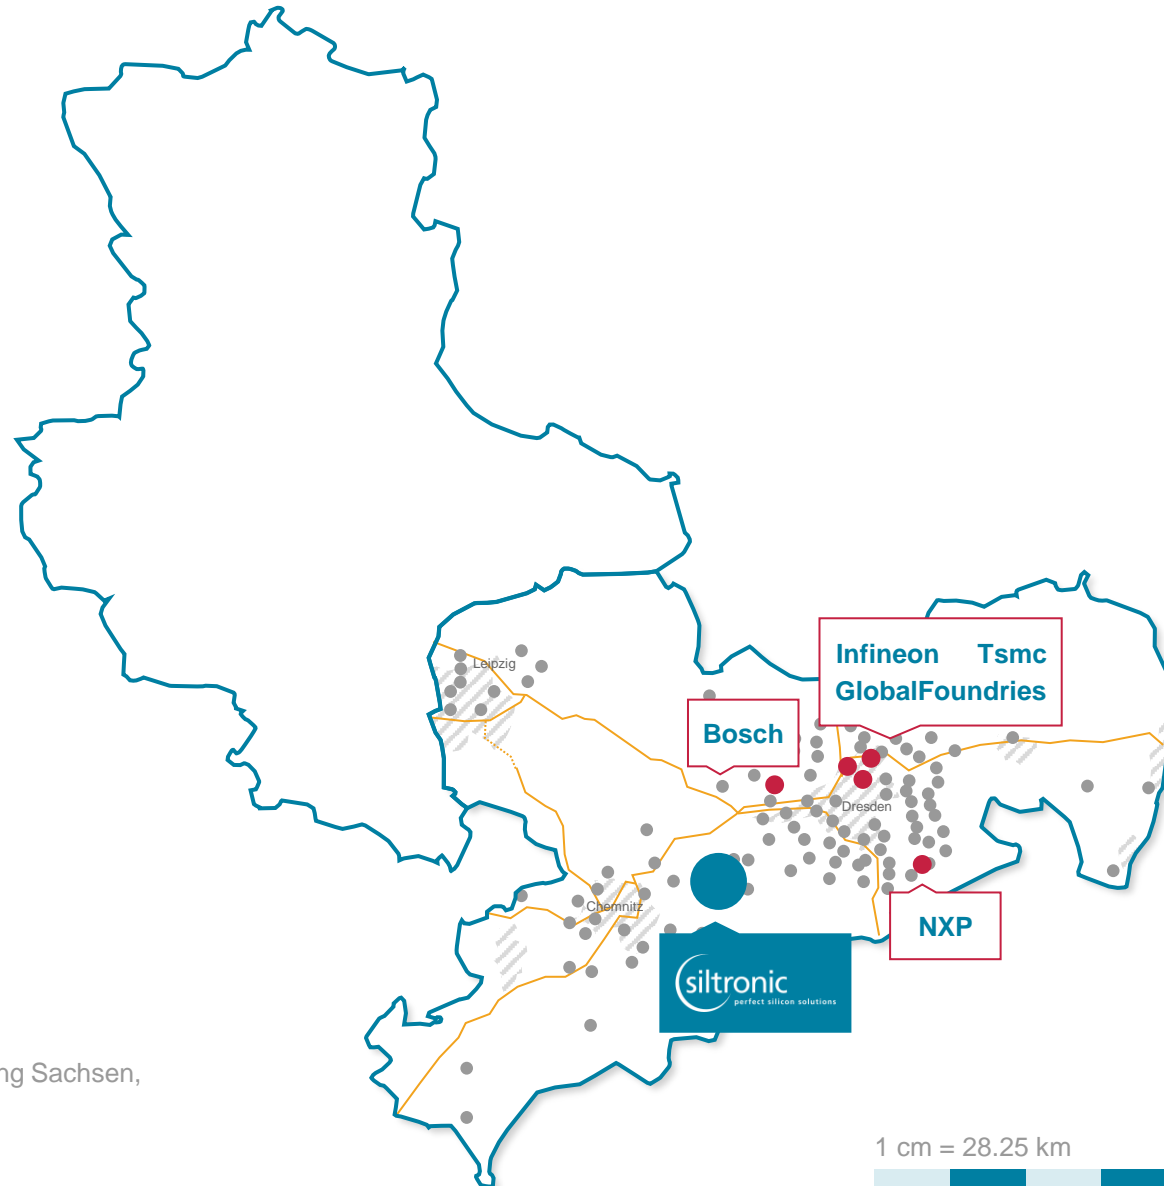 Leipzig
Infineon Tsmc
GlobalFoundries
Bosch
Dresden
Chemnitz
NXP
siltronic
perfect silicon solutions
ng Sachsen,
1 cm = 28.25 km